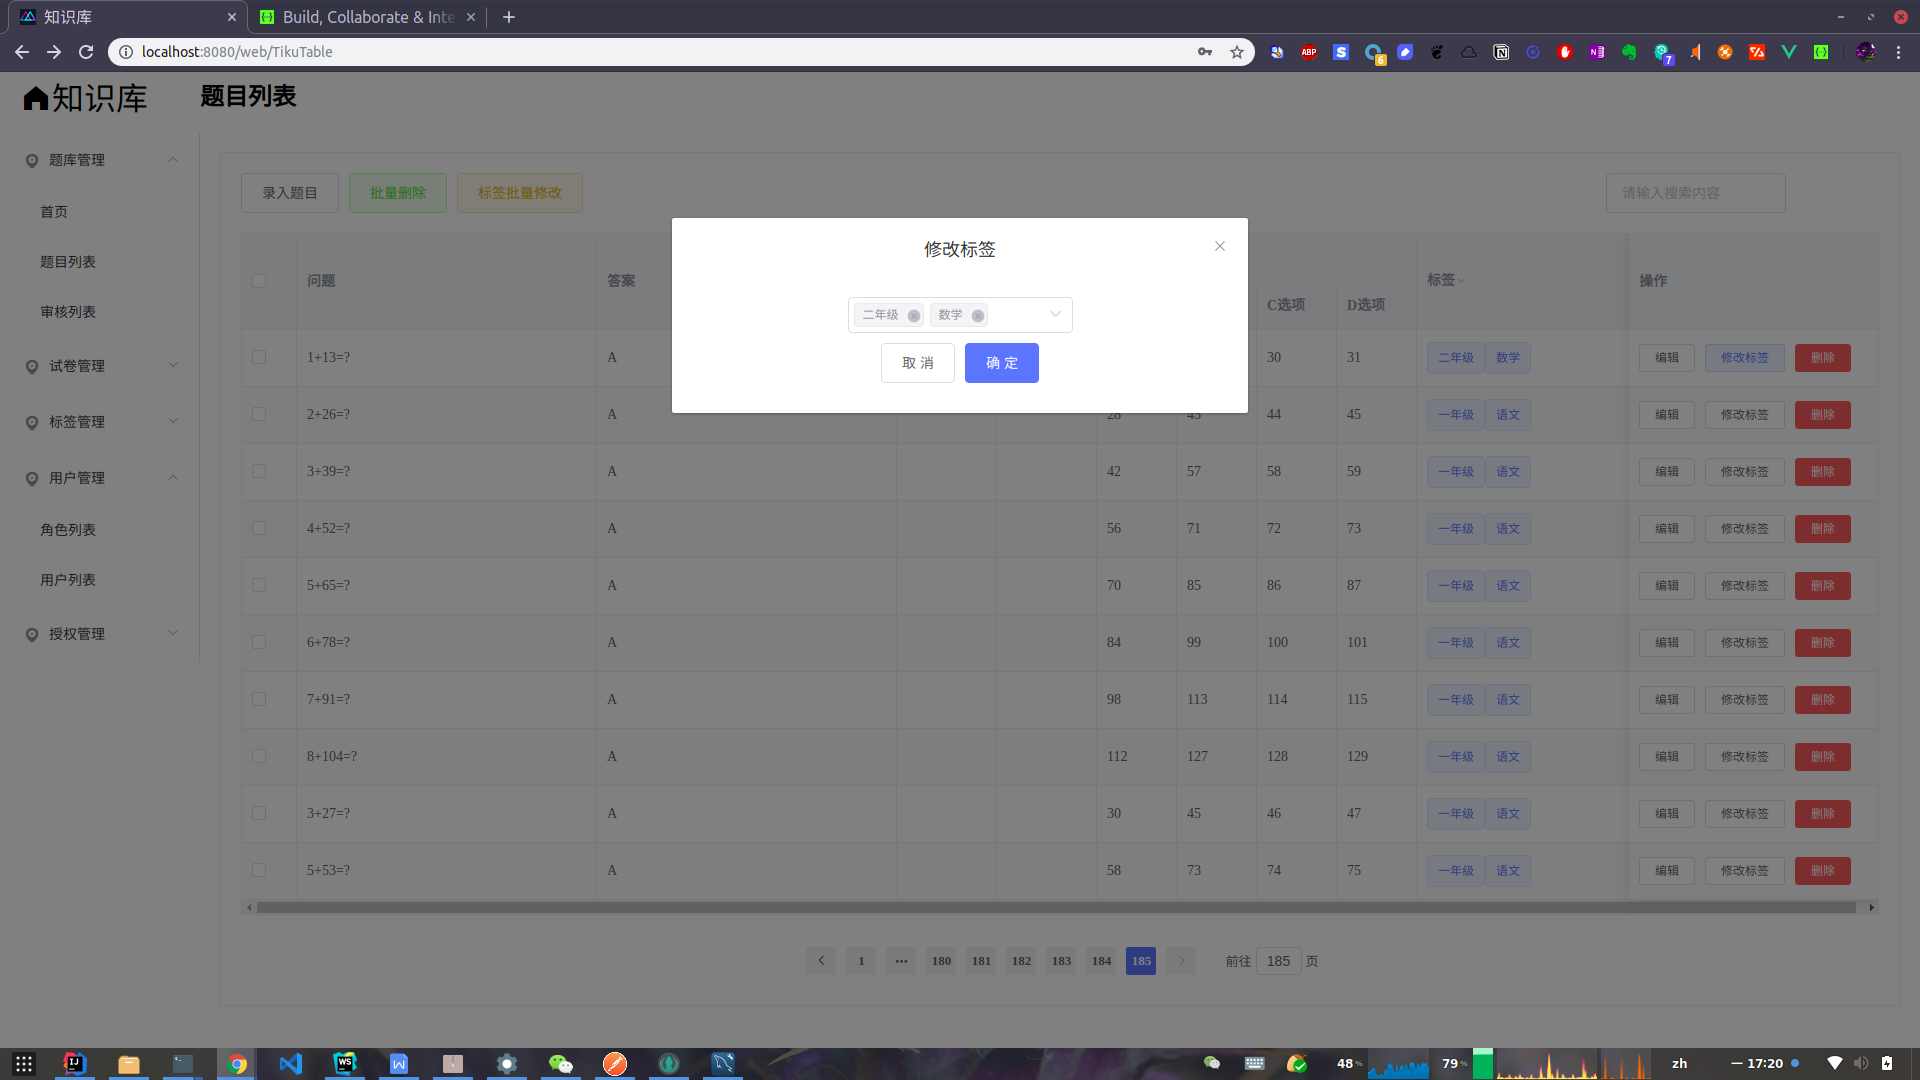 知识库
Build, Collaborate & Inte
localhost:8080/web/TikuTable
知识库
题目列表
题库管理
首页
题目列表
审核列表
试卷管理
标签管理
用户管理
角色列表
用户列表
授权管理
录入题目 批量删除 标签批量修改 请输入搜索内容
修改标签
二年级 数学
取 消 确 定
问题 答案 标签 操作
C选项 D选项
1+13=? A 30 31 二年级 数学 编辑 修改标签 删除
2+26=? A 28 43 44 45 一年级 语文 编辑 修改标签 删除
3+39=? A 42 57 58 59 一年级 语文 编辑 修改标签 删除
4+52=? A 56 71 72 73 一年级 语文 编辑 修改标签 删除
5+65=? A 70 85 86 87 一年级 语文 编辑 修改标签 删除
6+78=? A 84 99 100 101 一年级 语文 编辑 修改标签 删除
7+91=? A 98 113 114 115 一年级 语文 编辑 修改标签 删除
8+104=? A 112 127 128 129 一年级 语文 编辑 修改标签 删除
3+27=? A 30 45 46 47 一年级 语文 编辑 修改标签 删除
5+53=? A 58 73 74 75 一年级 语文 编辑 修改标签 删除
1 ••• 180 181 182 183 184 185 前往 185 页
48% 79% zh 一 17:20